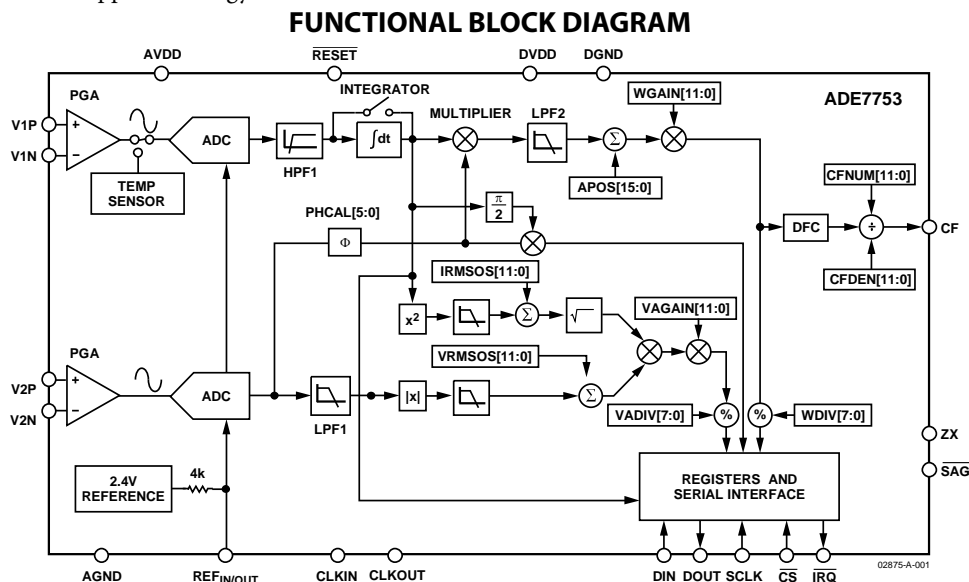 FUNCTIONAL BLOCK DIAGRAM
AVDD
RESET
DVDD
DGND
INTEGRATOR
WGAIN[11:0]
ADE7753
PGA
MULTIPLIER
LPF2
V1P
+
ADC
∫dt
Σ
V1N
−
HPF1
TEMP
SENSOR
APOS[15:0]
CFNUM[11:0]
PHCAL[5:0]
π
2
DFC
÷
CF
Φ
IRMSOS[11:0]
CFDEN[11:0]
x2
Σ
√
VAGAIN[11:0]
PGA
VRMSOS[11:0]
V2P
+
ADC
|x|
Σ
V2N
−
LPF1
VADIV[7:0]
%
%
WDIV[7:0]
ZX
2.4V
REFERENCE
4k
REGISTERS AND
SERIAL INTERFACE
SAG
AGND
REFIN/OUT
CLKIN
CLKOUT
DIN
DOUT
SCLK
CS
IRQ
02875-A-001